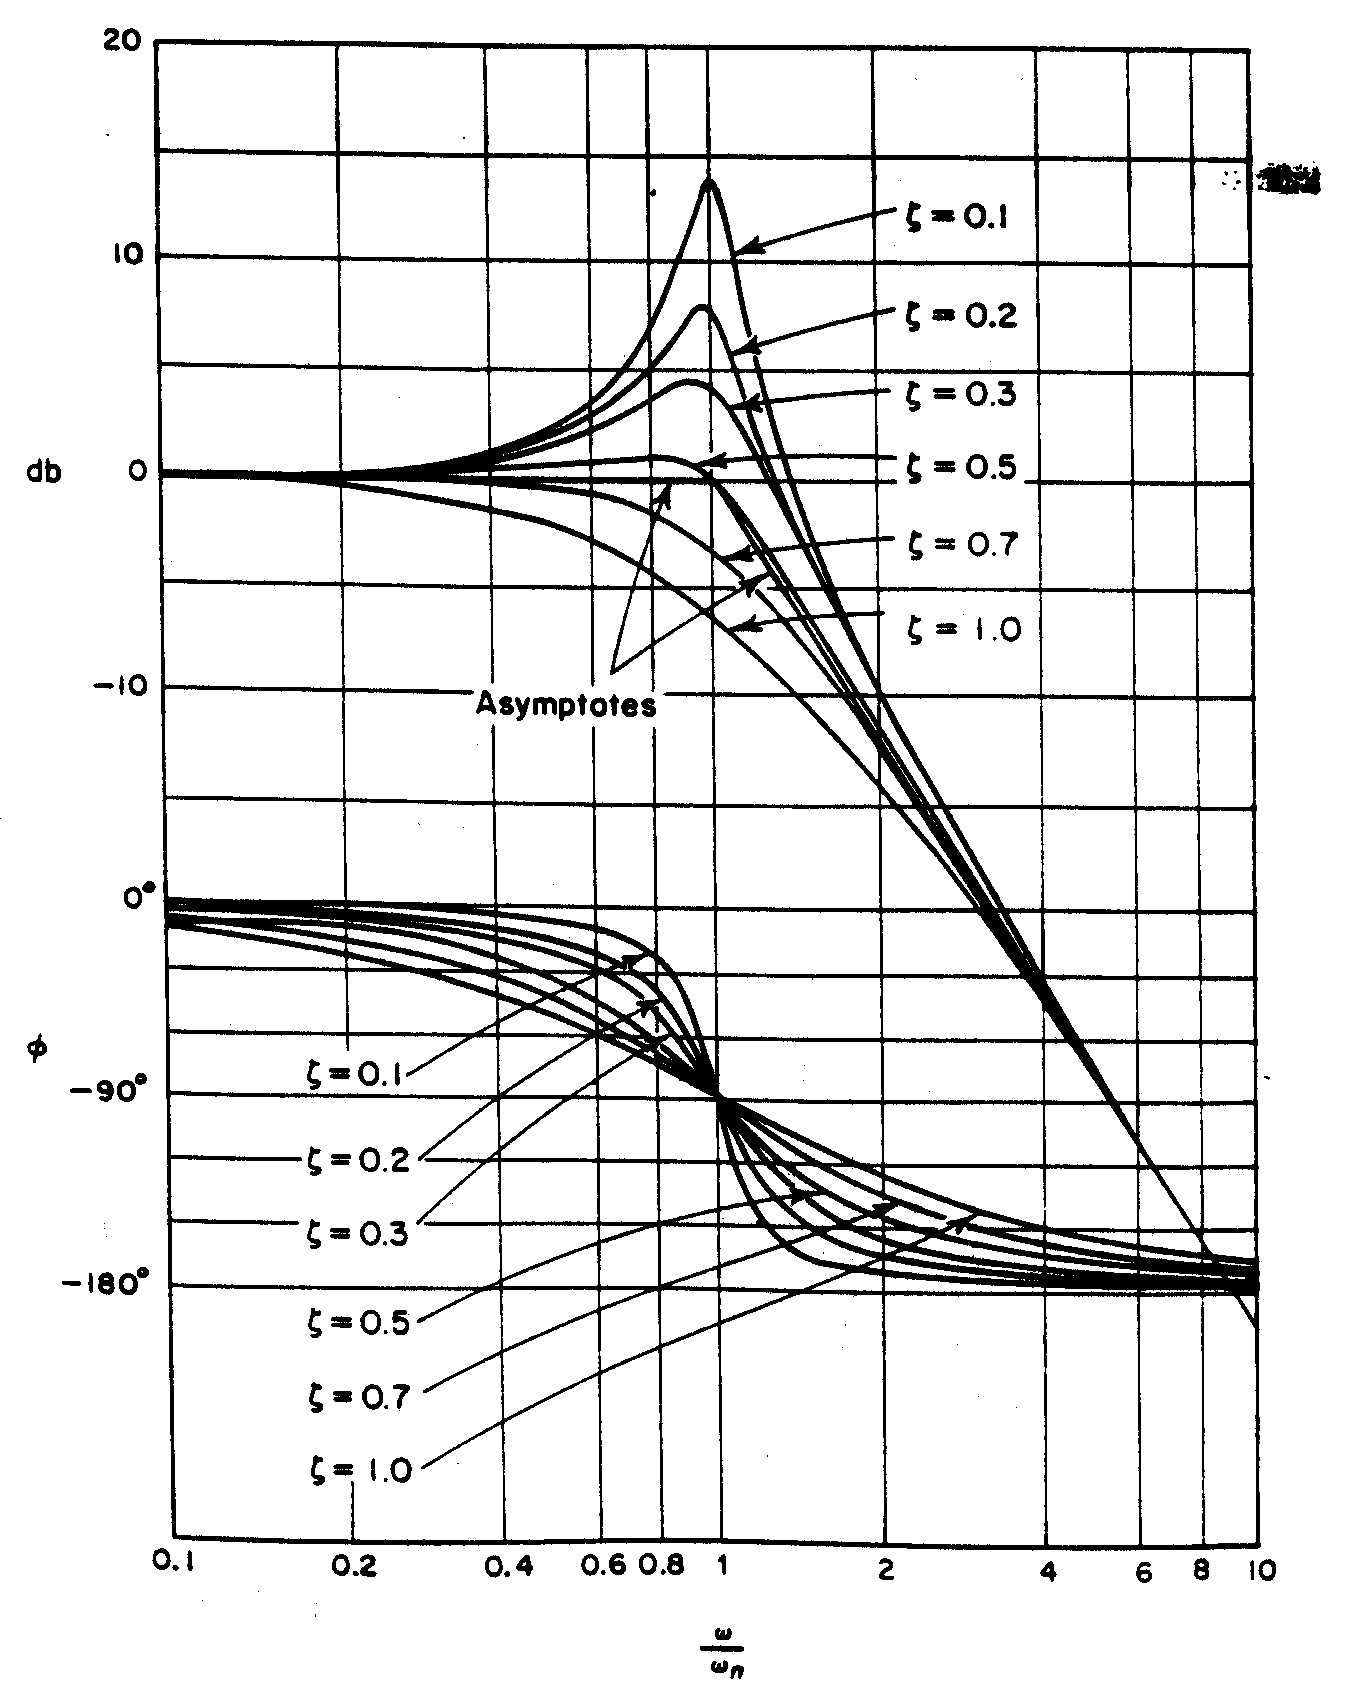 20
ζ = 0.1
10
ζ = 0.2
ζ = 0.3
db
0
ζ = 0.5
ζ = 0.7
ζ = 1.0
-10
Asymptotes
0°
φ
ζ = 0.1
-90°
ζ = 0.2
ζ = 0.3
-180°
ζ = 0.5
ζ = 0.7
ζ = 1.0
0.1 0.2 0.4 0.6 0.8 1 2 4 6 8 10
ω
ωn